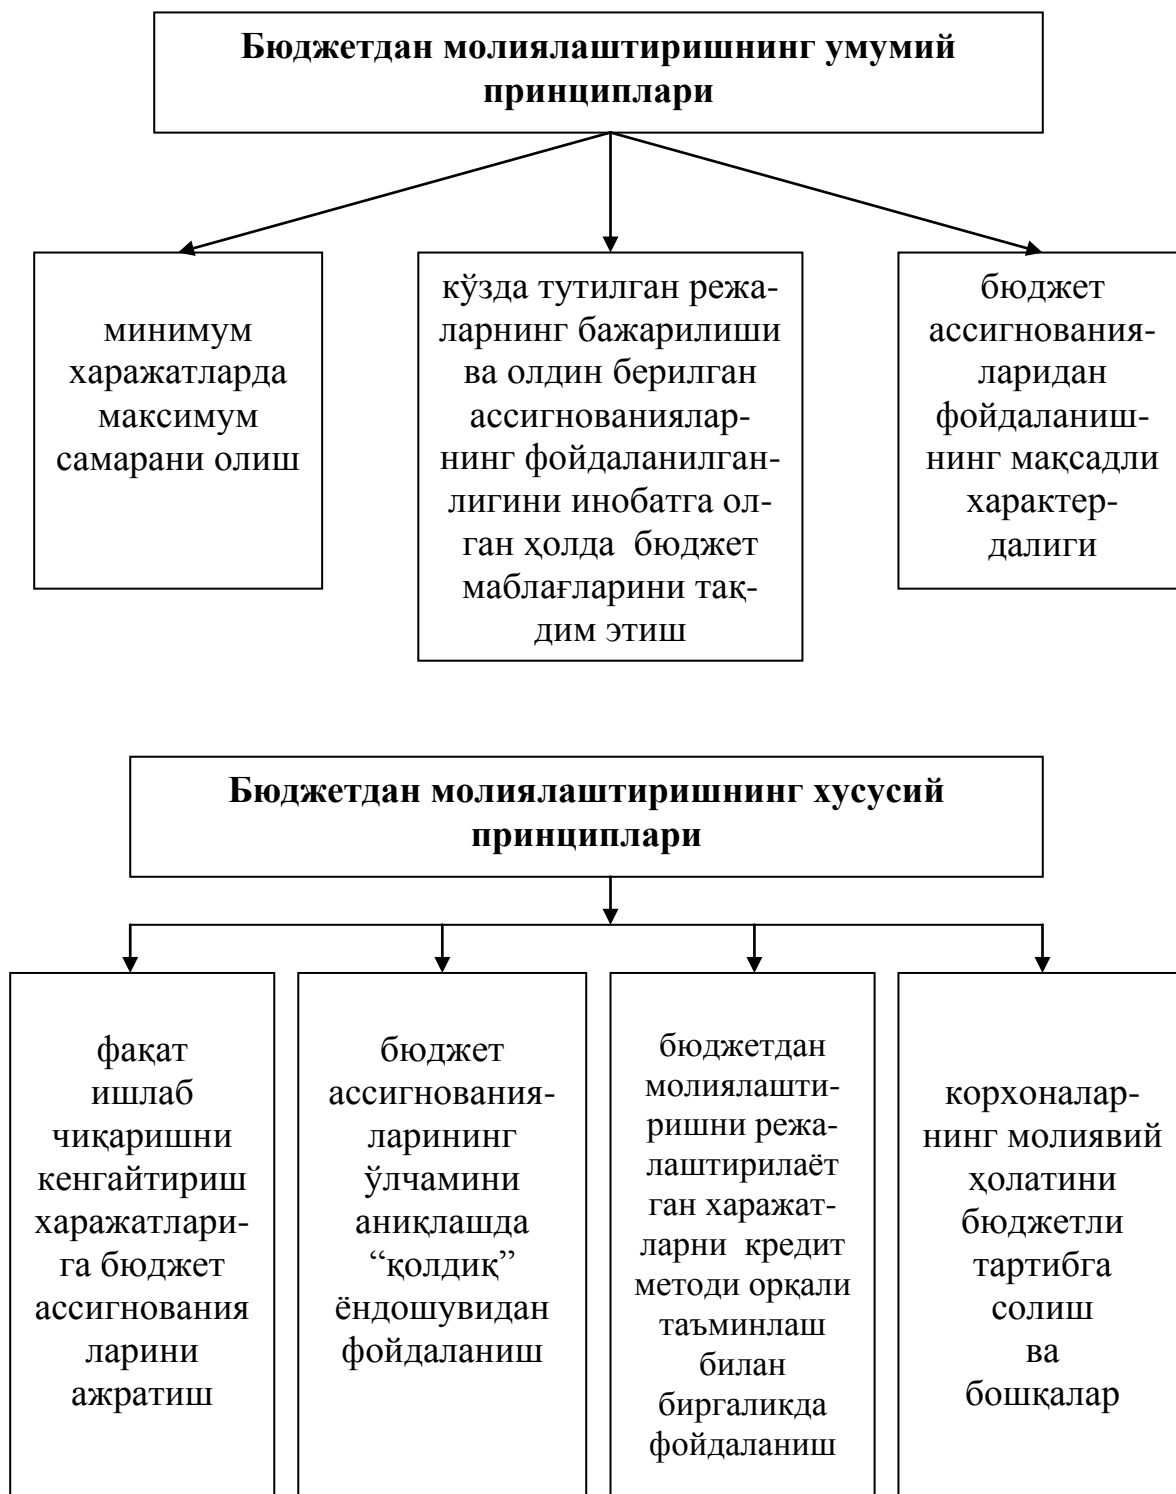 Бюджетдан молиялаштиришнинг умумий
принциплари
минимум
харажатларда
максимум
самарани олиш
кўзда тутилган режа-
ларнинг бажарилиши
ва олдин берилган
ассигнованиялар-
нинг фойдаланилган-
лигини инобатга ол-
ган ҳолда бюджет
маблағларини тақ-
дим этиш
бюджет
ассигнования-
ларидан
фойдаланиш-
нинг мақсадли
характер-
далиги
Бюджетдан молиялаштиришнинг хусусий
принциплари
фақат
ишлаб
чиқаришни
кенгайтириш
харажатлари-
га бюджет
ассигнования
ларини
ажратиш
бюджет
ассигнования-
ларининг
ўлчамини
аниқлашда
“қолдиқ”
ёндошувидан
фойдаланиш
бюджетдан
молиялашти-
ришни режа-
лаштирилаёт
ган харажат-
ларни кредит
методи орқали
таъминлаш
билан
биргаликда
фойдаланиш
корхоналар-
нинг молиявий
ҳолатини
бюджетли
тартибга
солиш
ва
бошқалар